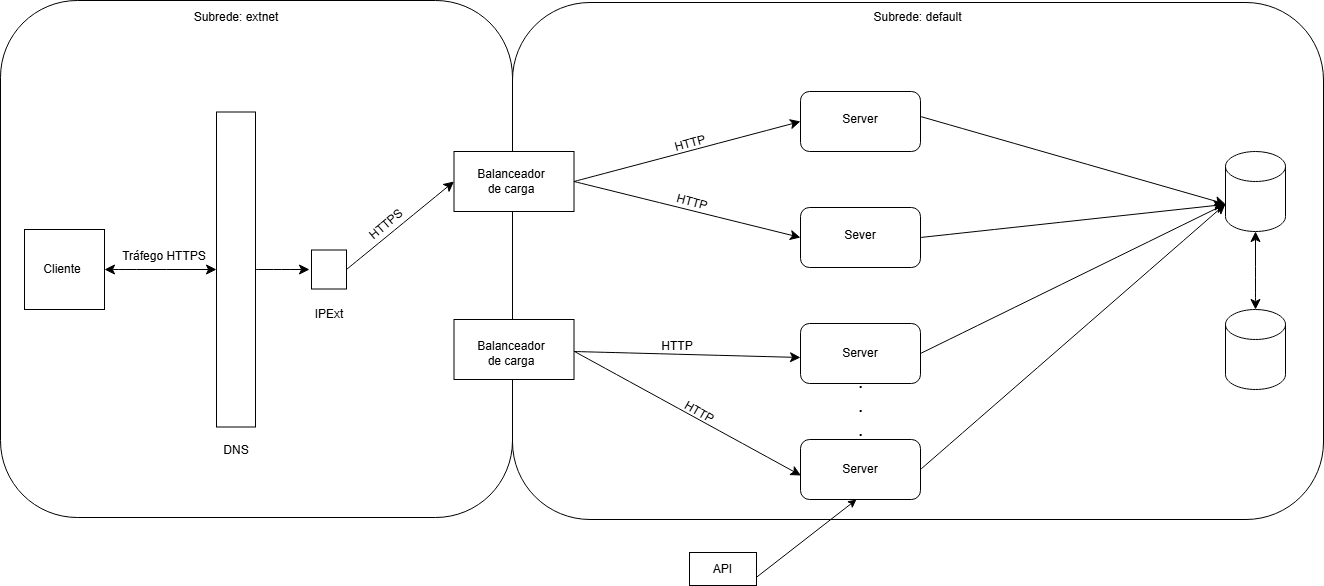 Subrede: extnet
Subrede: default
Server
HTTP
Balanceador
de carga
HTTP
HTTPS
Sever
Tráfego HTTPS
Cliente
IPExt
Balanceador
de carga
HTTP
Server
HTTP
DNS
Server
API